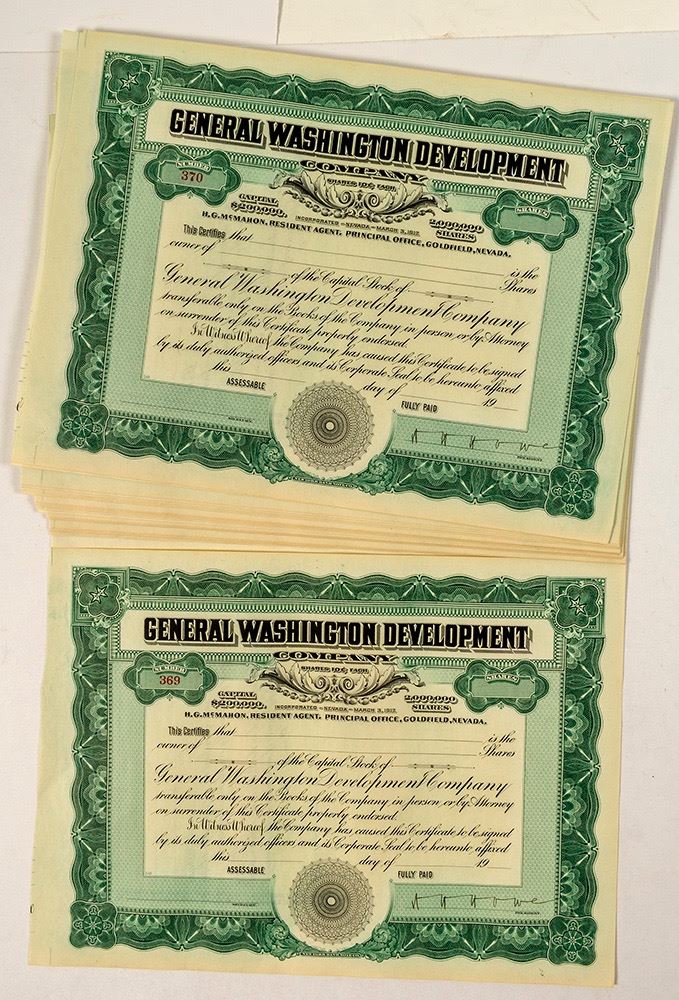 GENERAL WASHINGTON DEVELOPMENT
COMPANY
NUMBER
370
SHARES 10¢ EACH
SHARES
CAPITAL
$200,000.
INCORPORATED – NEVADA – MARCH 3, 1917.
2,000,000
SHARES
H.G. McMAHON, RESIDENT AGENT. PRINCIPAL OFFICE, GOLDFIELD, NEVADA.
This Certifies that is the
owner of Shares
of the Capital Stock of
General Washington Development Company
transferable only on the Books of the Company in person or by Attorney
on surrender of this Certificate properly endorsed.
In Witness Whereof the Company has caused this Certificate to be signed
by its duly authorized officers and its Corporate Seal to be hereunto affixed
this day of 19
ASSESSABLE FULLY PAID
PRESIDENT
GENERAL WASHINGTON DEVELOPMENT
COMPANY
NUMBER
369
SHARES 10¢ EACH
SHARES
CAPITAL
$200,000.
INCORPORATED – NEVADA – MARCH 3, 1917.
2,000,000
SHARES
H.G. McMAHON, RESIDENT AGENT. PRINCIPAL OFFICE, GOLDFIELD, NEVADA.
This Certifies that is the
owner of Shares
of the Capital Stock of
General Washington Development Company
transferable only on the Books of the Company in person or by Attorney
on surrender of this Certificate properly endorsed.
In Witness Whereof the Company has caused this Certificate to be signed
by its duly authorized officers and its Corporate Seal to be hereunto affixed
this day of 19
ASSESSABLE FULLY PAID
PRESIDENT